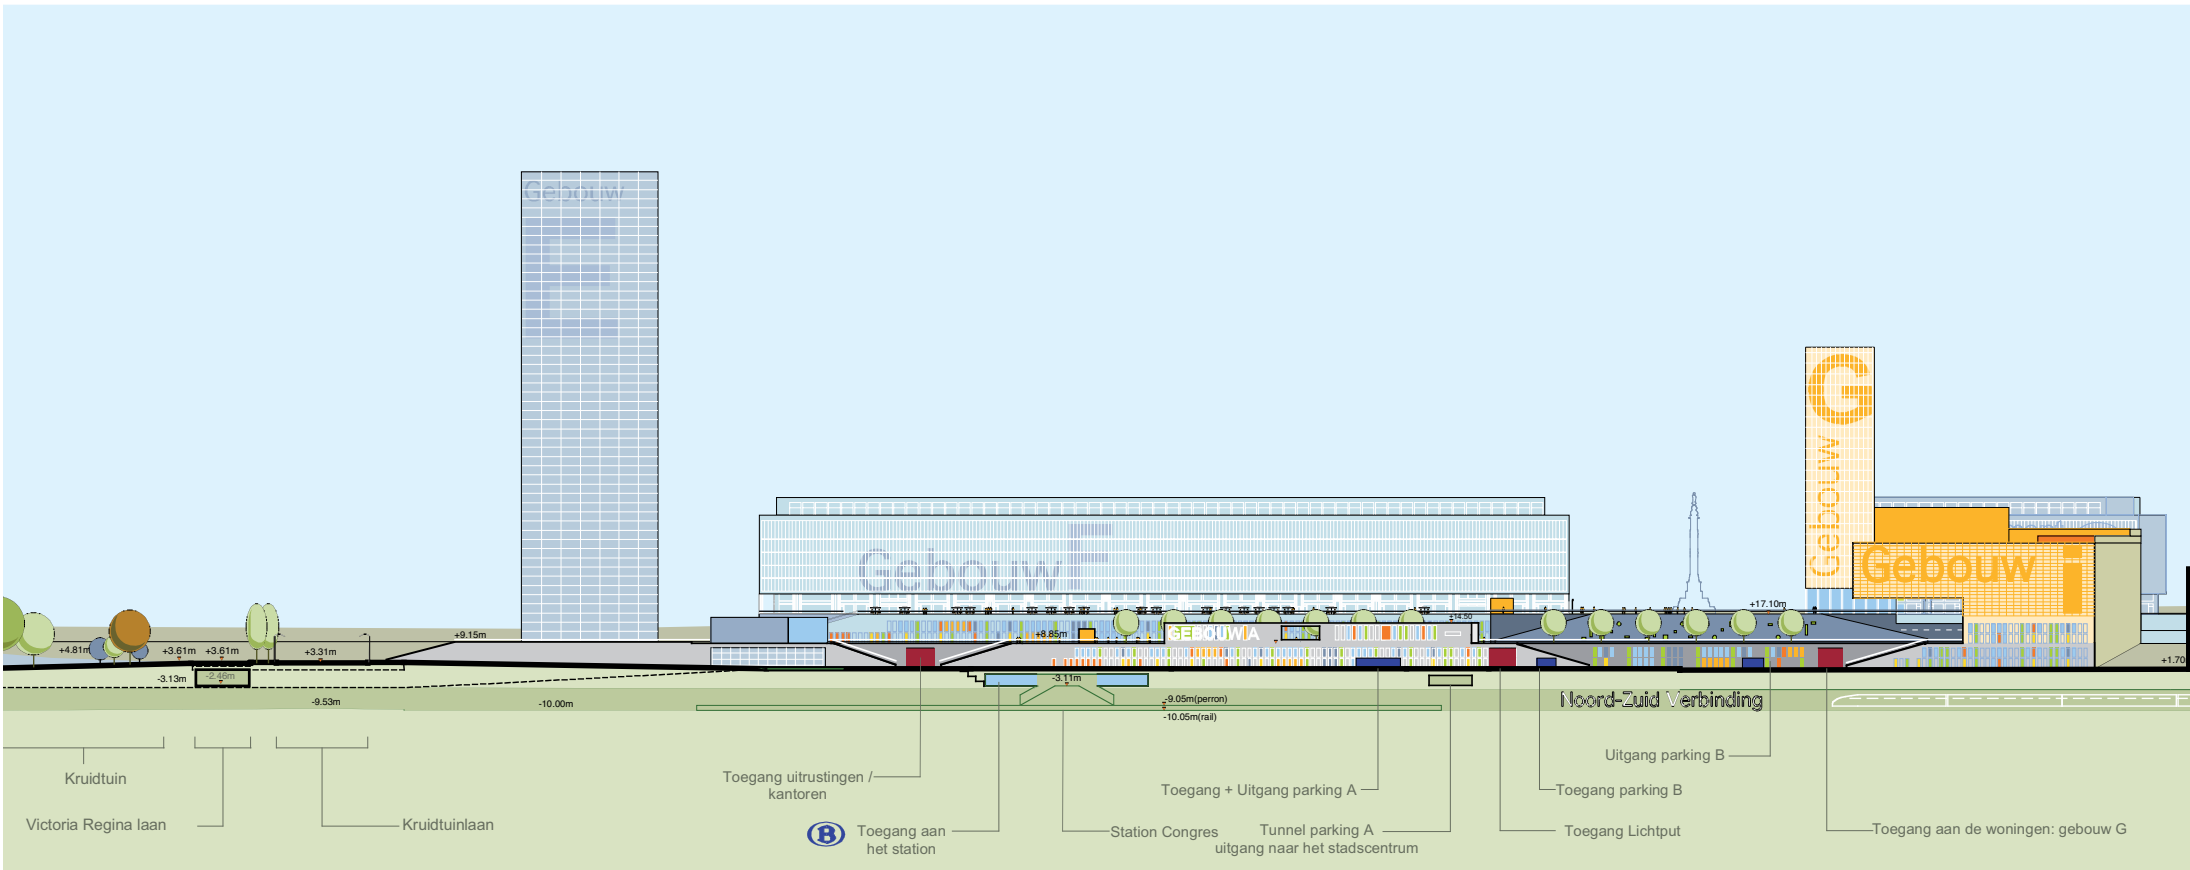 Gebouw
F
Gebouw F
Gebouw G
Gebouw i
GEBOUW A
+17.10m
+14.50
+9.15m
+8.85m
+4.81m
+3.61m
+3.61m
+3.31m
+1.70
-3.13m
-2.46m
-3.11m
-9.53m
-10.00m
-9.05m(perron)
-10.05m(rail)
Noord-Zuid Verbinding
Kruidtuin
Victoria Regina laan
Kruidtuinlaan
Toegang uitrustingen /
kantoren
B
Toegang aan
het station
Station Congres
Toegang + Uitgang parking A
Tunnel parking A
uitgang naar het stadscentrum
Uitgang parking B
Toegang parking B
Toegang Lichtput
Toegang aan de woningen: gebouw G